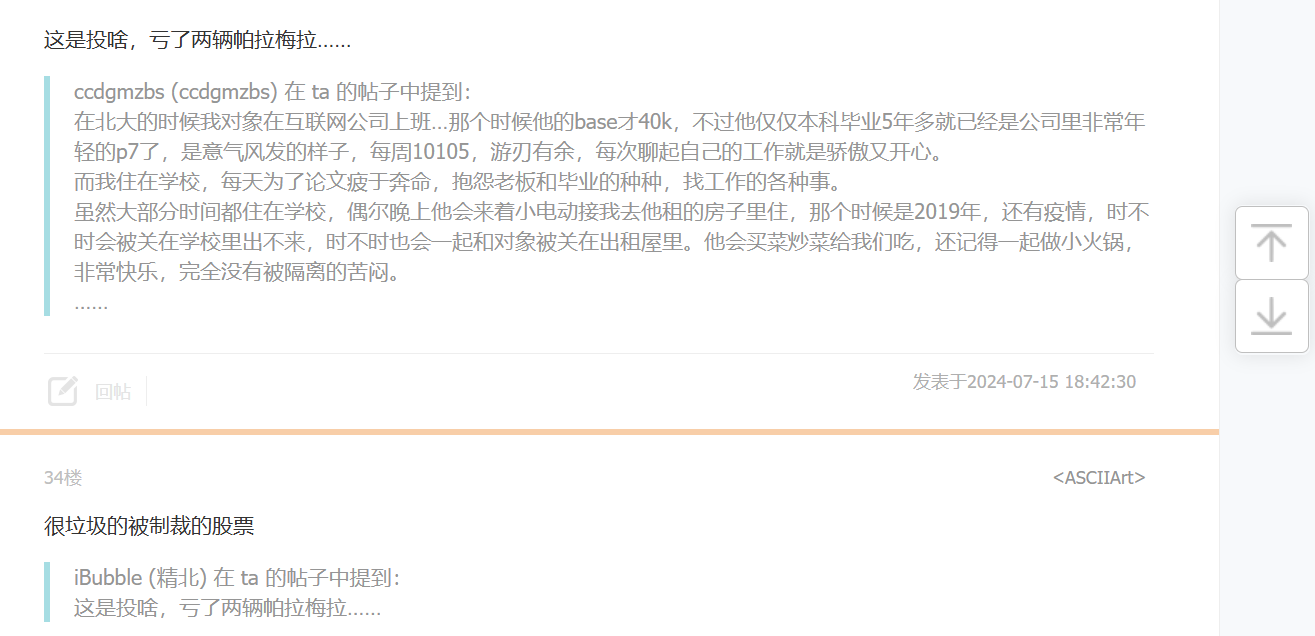 这是投啥，亏了两辆帕拉梅拉......
ccdgmzbs (ccdgmzbs) 在 ta 的帖子中提到：
在北大的时候我对象在互联网公司上班...那个时候他的base才40k，不过他仅仅本科毕业5年多就已经是公司里非常年
轻的p7了，是意气风发的样子，每周10105，游刃有余，每次聊起自己的工作就是骄傲又开心。
而我住在学校，每天为了论文疲于奔命，抱怨老板和毕业的种种，找工作的各种事。
虽然大部分时间都住在学校，偶尔晚上他会来着小电动接我去他租的房子里住，那个时候是2019年，还有疫情，时不
时会被关在学校里出不来，时不时也会一起和对象被关在出租屋里。他会买菜炒菜给我们吃，还记得一起做小火锅，
非常快乐，完全没有被隔离的苦闷。
......
回帖
发表于2024-07-15 18:42:30
34楼
<ASCIIArt>
很垃圾的被制裁的股票
iBubble (精北) 在 ta 的帖子中提到：
这是投啥，亏了两辆帕拉梅拉......